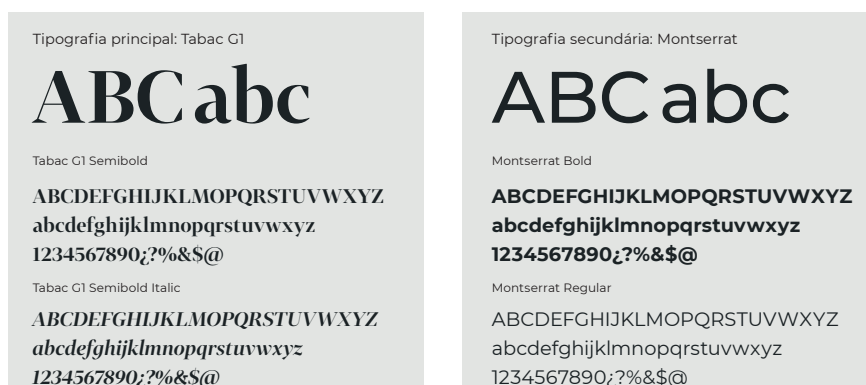 Tipografia principal: Tabac G1
ABC abc
Tabac G1 Semibold
ABCDEFGHIJKLMOPQRSTUVWXYZ
abcdefghijklmnopqrstuvwxyz
1234567890¿?%&$@
Tabac G1 Semibold Italic
ABCDEFGHIJKLMOPQRSTUVWXYZ
abcdefghijklmnopqrstuvwxyz
1234567890¿?%&$@
Tipografia secundária: Montserrat
ABC abc
Montserrat Bold
ABCDEFGHIJKLMOPQRSTUVWXYZ
abcdefghijklmnopqrstuvwxyz
1234567890¿?%&$@
Montserrat Regular
ABCDEFGHIJKLMOPQRSTUVWXYZ
abcdefghijklmnopqrstuvwxyz
1234567890¿?%&$@